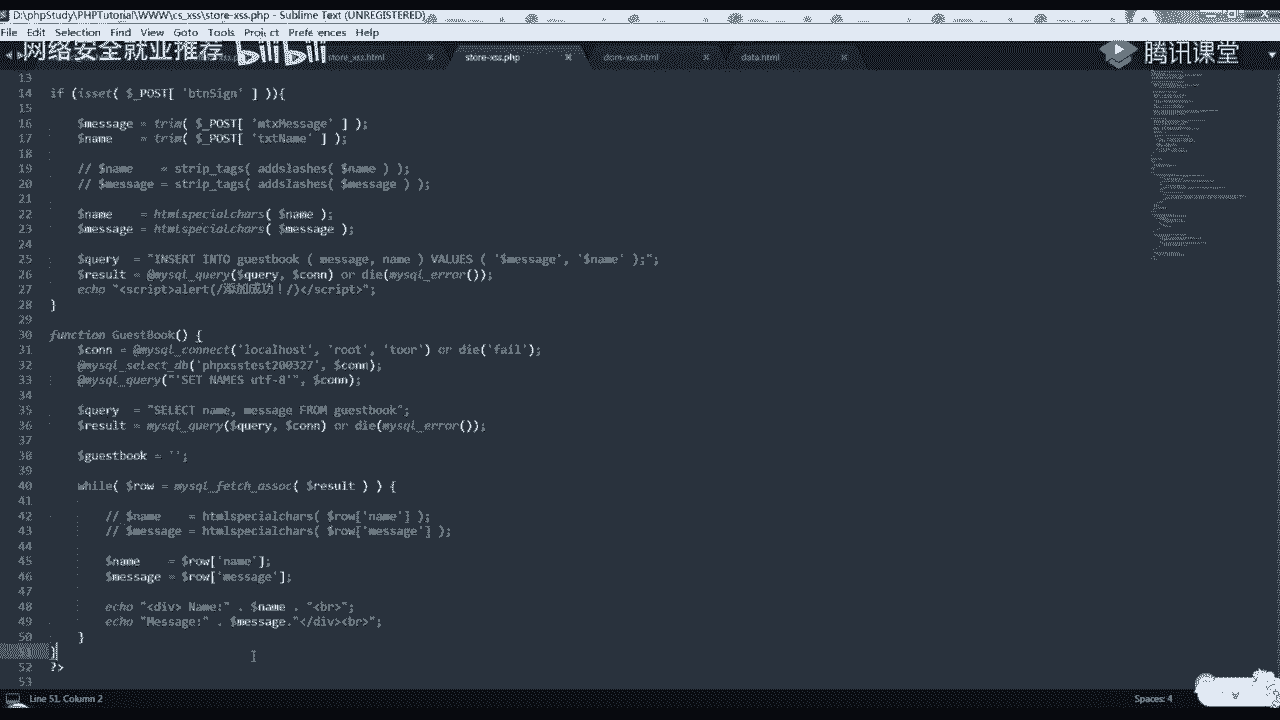 D:\phpStudy\PHPTutorial\WWW\cs_xss\store-xss.php - Sublime Text (UNREGISTERED)
File Edit Selection Find View Goto Tools Project Preferences Help
网络安全就业推荐 bilibili store_xss.html store-xss.php dom-xss.html data.html 腾讯课堂
13
14 if (isset( $_POST[ 'btnSign' ] )){
15
16 $message = trim( $_POST[ 'mtxMessage' ] );
17 $name = trim( $_POST[ 'txtName' ] );
18
19 // $name = strip_tags( addslashes( $name ) );
20 // $message = strip_tags( addslashes( $message ) );
21
22 $name = htmlspecialchars( $name );
23 $message = htmlspecialchars( $message );
24
25 $query = "INSERT INTO guestbook ( message, name ) VALUES ( '$message', '$name' );";
26 $result = @mysql_query($query, $conn) or die(mysql_error());
27 echo "<script>alert(/添加成功！/)</script>";
28 }
29
30 function GuestBook() {
31 $conn = @mysql_connect('localhost', 'root', 'toor') or die('fail');
32 @mysql_select_db('phpxsstest200327', $conn);
33 @mysql_query("'SET NAMES utf-8'", $conn);
34
35 $query = "SELECT name, message FROM guestbook";
36 $result = mysql_query($query, $conn) or die(mysql_error());
37
38 $guestbook = '';
39
40 while( $row = mysql_fetch_assoc( $result ) ) {
41
42 // $name = htmlspecialchars( $row['name'] );
43 // $message = htmlspecialchars( $row['message'] );
44
45 $name = $row['name'];
46 $message = $row['message'];
47
48 echo "<div> Name:" . $name . "<br>";
49 echo "Message:" . $message."</div><br>";
50 }
51 }
52 ?>
53
Line 51, Column 2 Spaces: 4